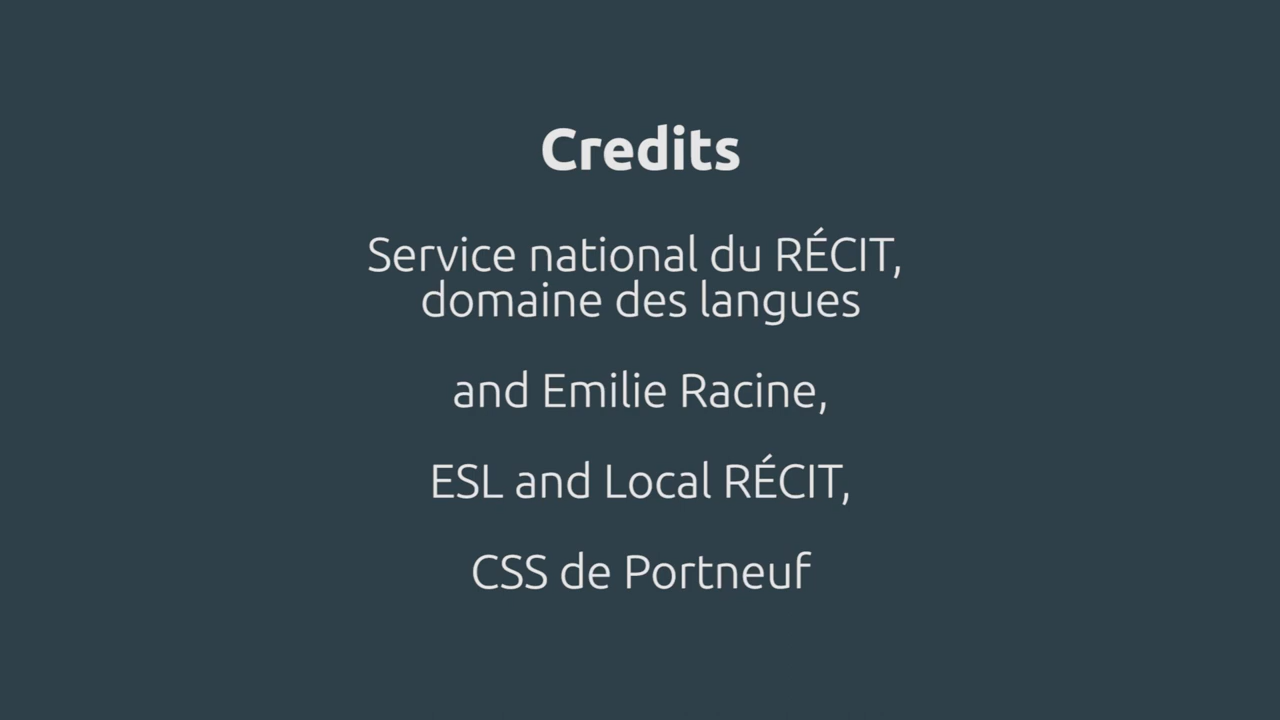 Credits
Service national du RÉCIT,
domaine des langues
and Emilie Racine,
ESL and Local RÉCIT,
CSS de Portneuf